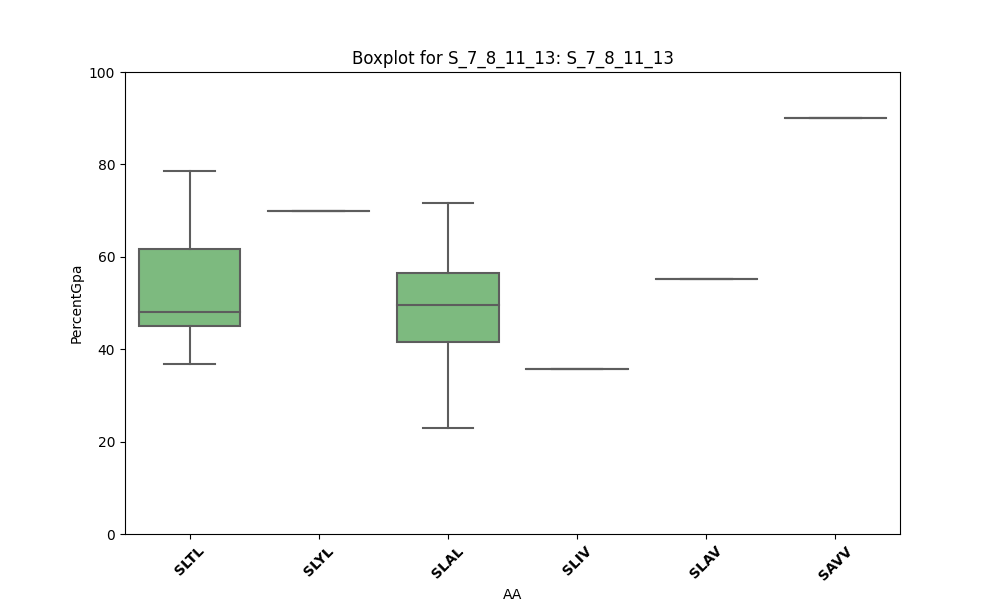 Boxplot for S_7_8_11_13: S_7_8_11_13
100
80
60
40
20
0
PercentGpa
SLTL
SLYL
SLAL
SLIV
SLAV
SAVV
AA